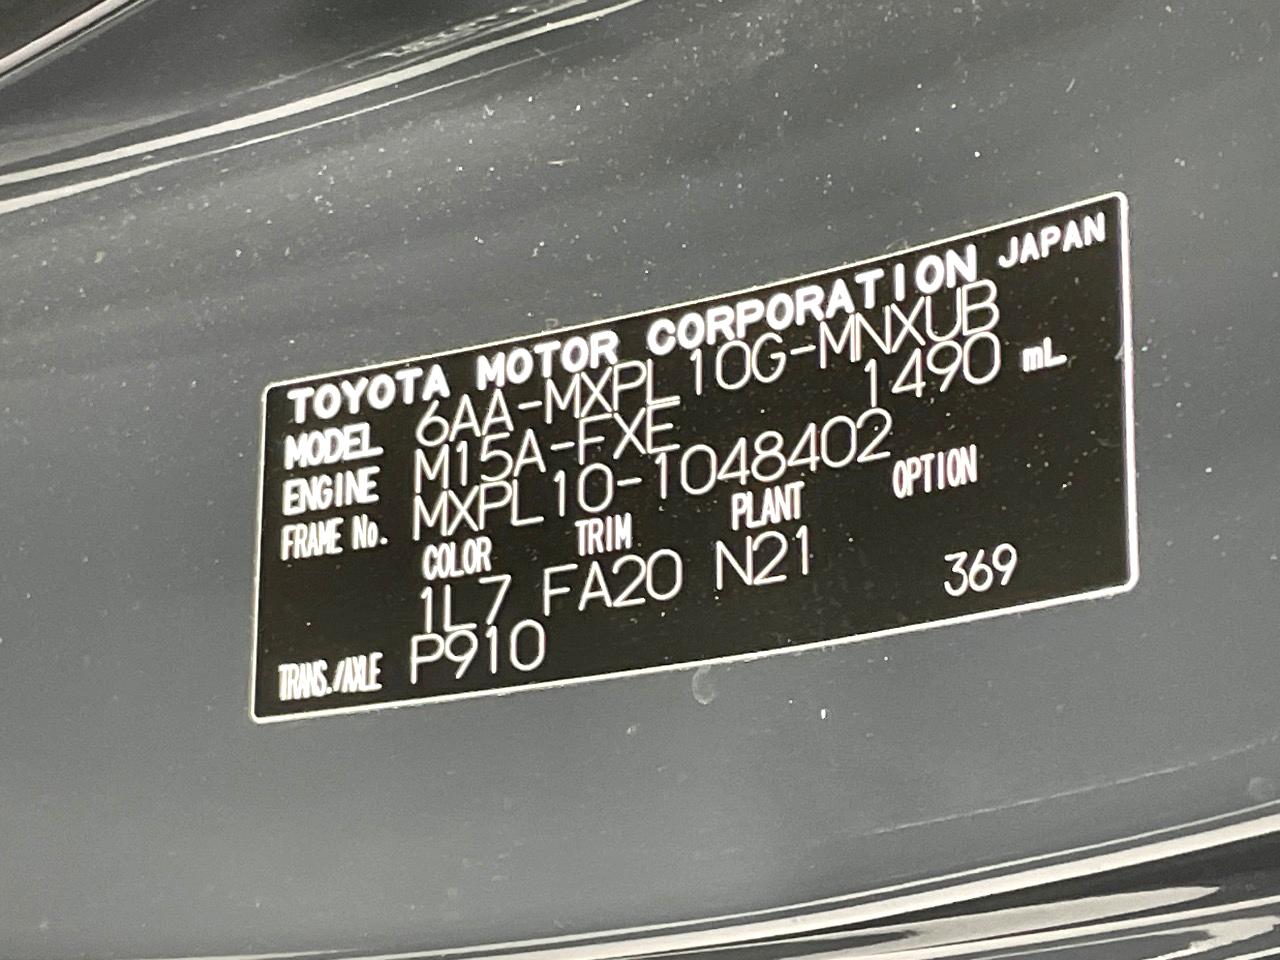 TOYOTA MOTOR CORPORATION JAPAN
MODEL 6AA-MXPL10G-MNXUB
ENGINE M15A-FXE 1490 mL
FRAME No. MXPL10-1048402
COLOR TRIM PLANT OPTION
1L7 FA20 N21
TRANS./AXLE P910 369